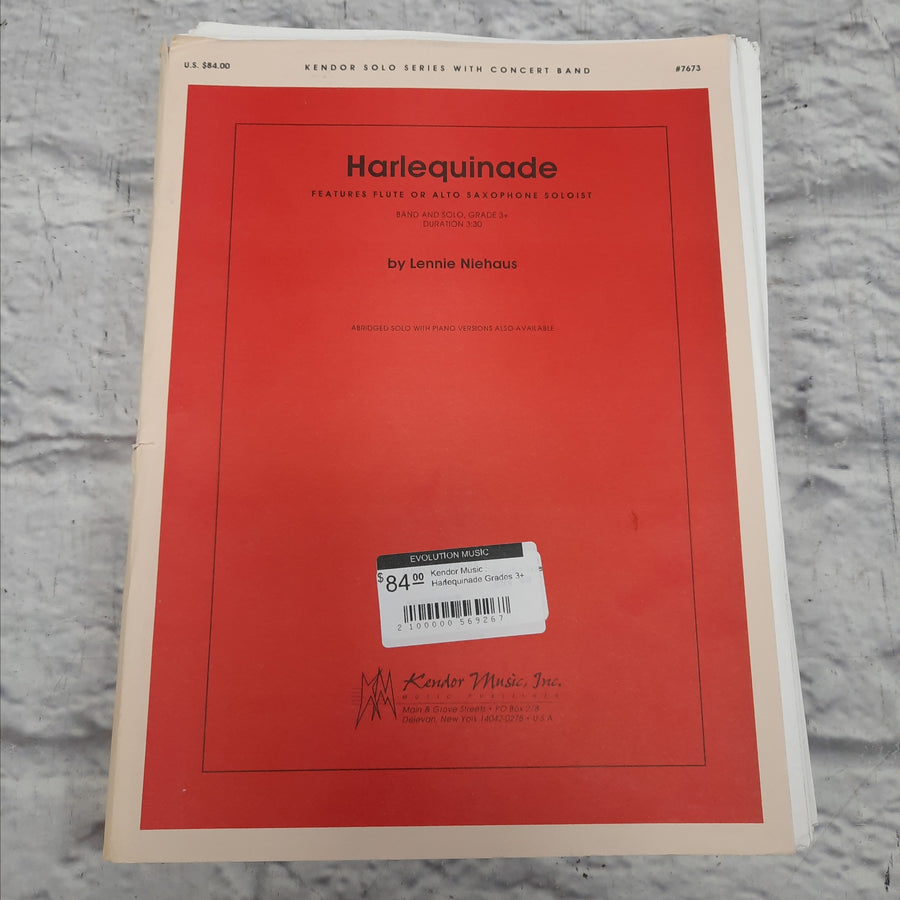 U.S. $84.00
KENDOR SOLO SERIES WITH CONCERT BAND
#7673
Harlequinade
FEATURES FLUTE OR ALTO SAXOPHONE SOLOIST
BAND AND SOLO, GRADE 3+
DURATION 3:30
by Lennie Niehaus
ABRIDGED SOLO WITH PIANO VERSIONS ALSO AVAILABLE
EVOLUTION MUSIC
$84.00
Kendor Music :
Harlequinade Grades 3+
2 100000 569267
Kendor Music, Inc.
MUSIC PUBLISHER
Main & Grove Streets • PO Box 278
Delevan, New York 14042-0278 • U.S.A.